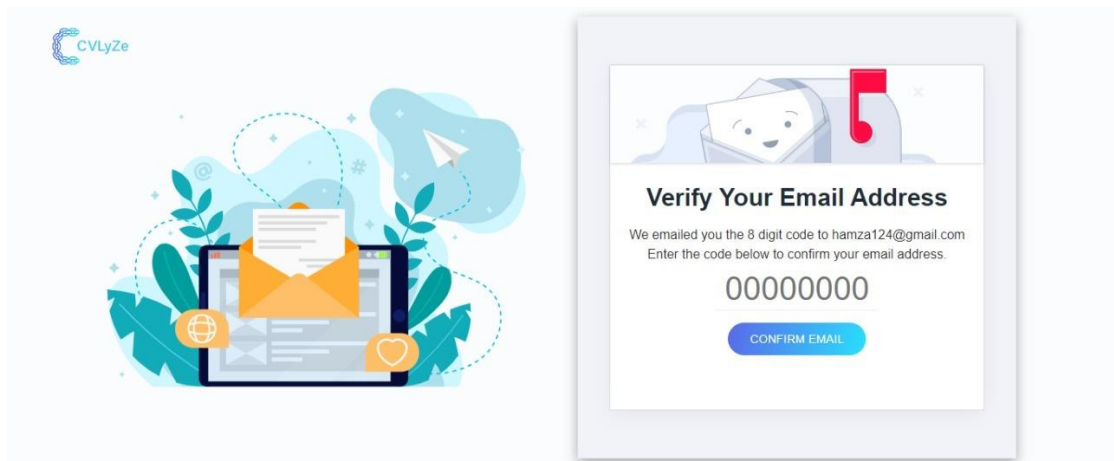 CVLyZe
@
#
Verify Your Email Address
We emailed you the 8 digit code to hamza124@gmail.com
Enter the code below to confirm your email address.
00000000
CONFIRM EMAIL